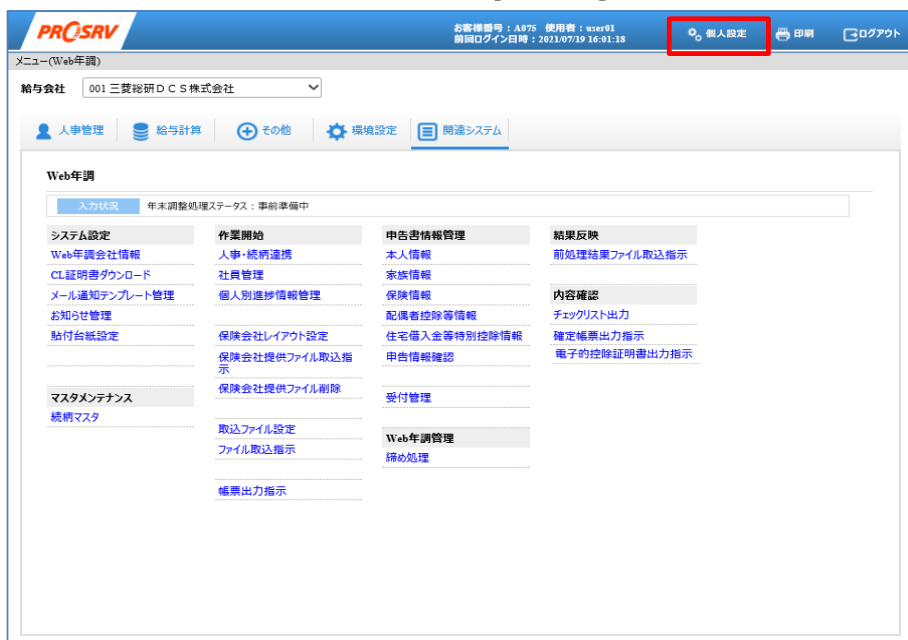 PROSRV
お客様番号：A075 使用者：user01
前回ログイン日時：2021/07/19 16:01:18
個人設定
印刷
ログアウト
メニュー(Web年調)
給与会社 001 三菱総研ＤＣＳ株式会社
人事管理 給与計算 その他 環境設定 関連システム
Web年調
入力状況 年末調整処理ステータス：事前準備中
システム設定
Web年調会社情報
CL証明書ダウンロード
メール通知テンプレート管理
お知らせ管理
貼付台紙設定
マスタメンテナンス
続柄マスタ
作業開始
人事・続柄連携
社員管理
個人別進捗情報管理
保険会社レイアウト設定
保険会社提供ファイル取込指
示
保険会社提供ファイル削除
取込ファイル設定
ファイル取込指示
帳票出力指示
申告書情報管理
本人情報
家族情報
保険情報
配偶者控除等情報
住宅借入金等特別控除情報
申告情報確認
受付管理
Web年調管理
締め処理
結果反映
前処理結果ファイル取込指示
内容確認
チェックリスト出力
確定帳票出力指示
電子的控除証明書出力指示